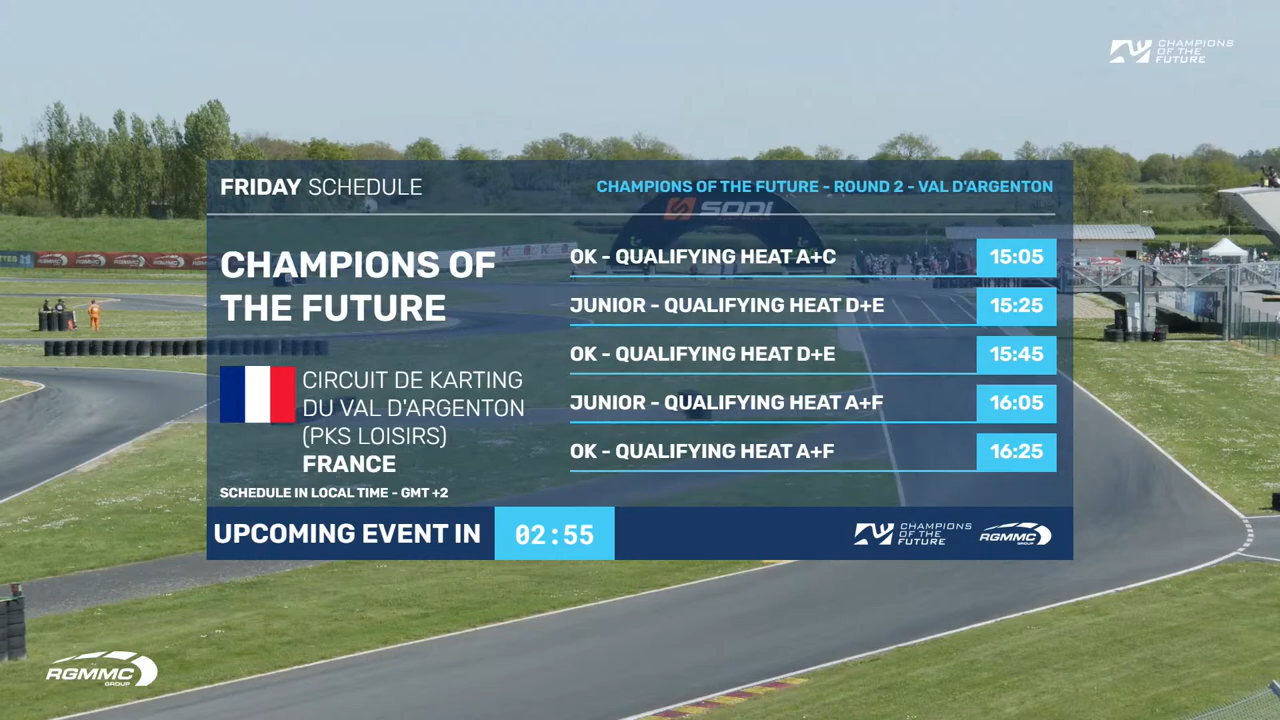 CHAMPIONS
OF THE
FUTURE
FRIDAY SCHEDULE
CHAMPIONS OF THE FUTURE - ROUND 2 - VAL D'ARGENTON
SODI
CHAMPIONS OF
THE FUTURE
CIRCUIT DE KARTING
DU VAL D'ARGENTON
(PKS LOISIRS)
FRANCE
SCHEDULE IN LOCAL TIME - GMT +2
OK - QUALIFYING HEAT A+C 15:05
JUNIOR - QUALIFYING HEAT D+E 15:25
OK - QUALIFYING HEAT D+E 15:45
JUNIOR - QUALIFYING HEAT A+F 16:05
OK - QUALIFYING HEAT A+F 16:25
UPCOMING EVENT IN 02:55
CHAMPIONS
OF THE
FUTURE
RGMMC
GROUP
RGMMC
GROUP